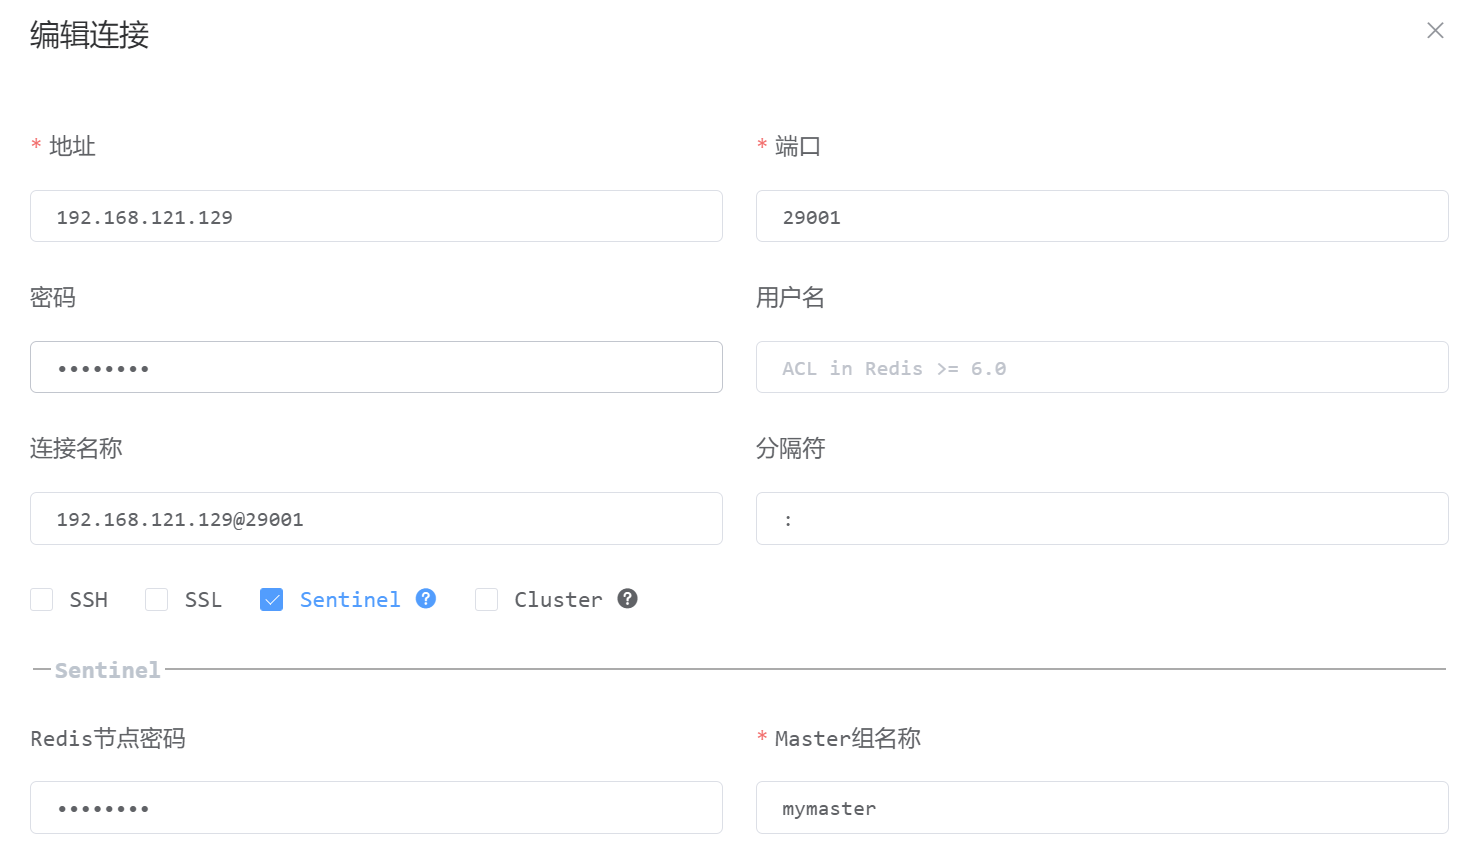 编辑连接
* 地址
* 端口
192.168.121.129
29001
密码
用户名
••••••••
ACL in Redis >= 6.0
连接名称
分隔符
192.168.121.129@29001
:
SSH SSL Sentinel ? Cluster ?
Sentinel
Redis节点密码
* Master组名称
••••••••
mymaster